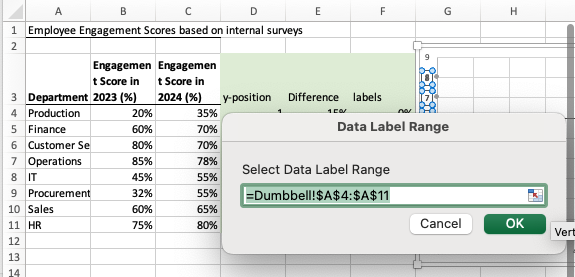 A B C D E F G H
1 Employee Engagement Scores based on internal surveys
2
Engagemen Engagemen
t Score in t Score in
3 Department 2023 (%) 2024 (%) y-position Difference labels
4 Production 20% 35% 1 15% 0%
5 Finance 60% 70%
6 Customer Se 80% 70%
7 Operations 85% 78%
8 IT 45% 55%
9 Procurement 32% 55%
10 Sales 60% 65%
11 HR 75% 80%
12
13
14
9
8
7
Data Label Range
Select Data Label Range
=Dumbbell!$A$4:$A$11
Cancel OK
Vert